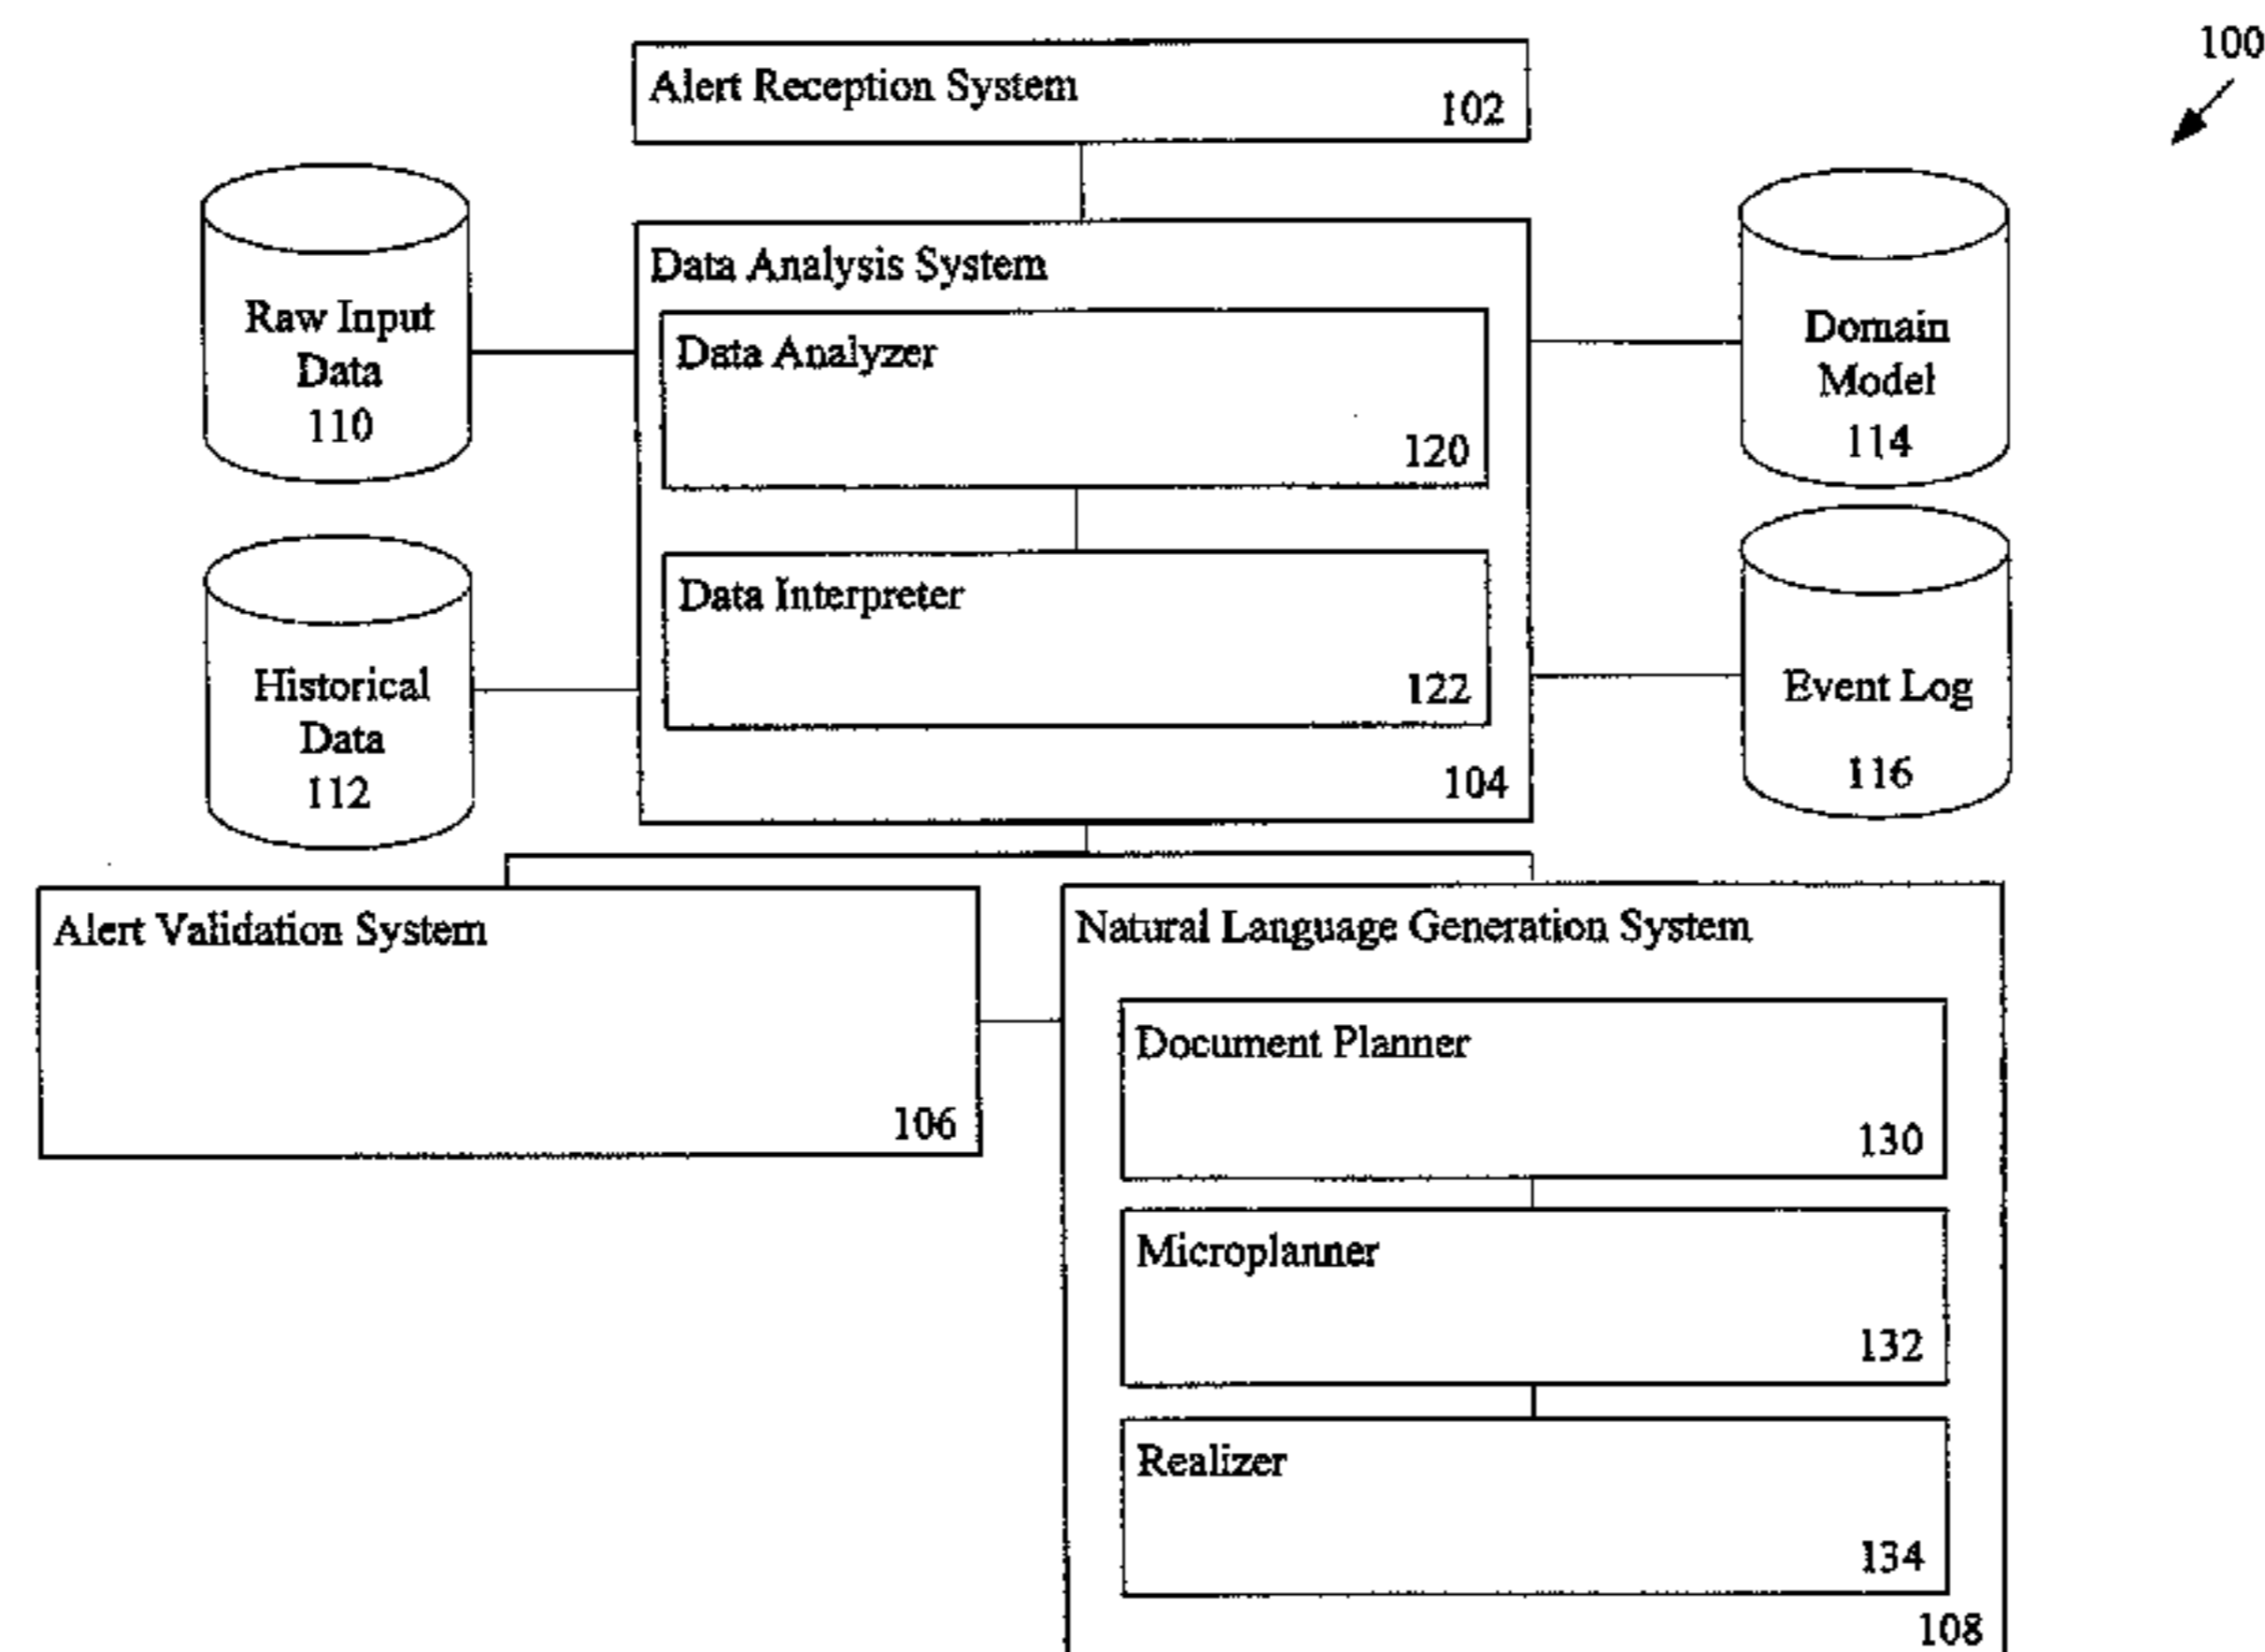 100
Alert Reception System
102
Raw Input
Data
110
Data Analysis System
Data Analyzer
120
Domain
Model
114
Historical
Data
112
Data Interpreter
122
104
Event Log
116
Alert Validation System
106
Natural Language Generation System
Document Planner
130
Microplanner
132
Realizer
134
108